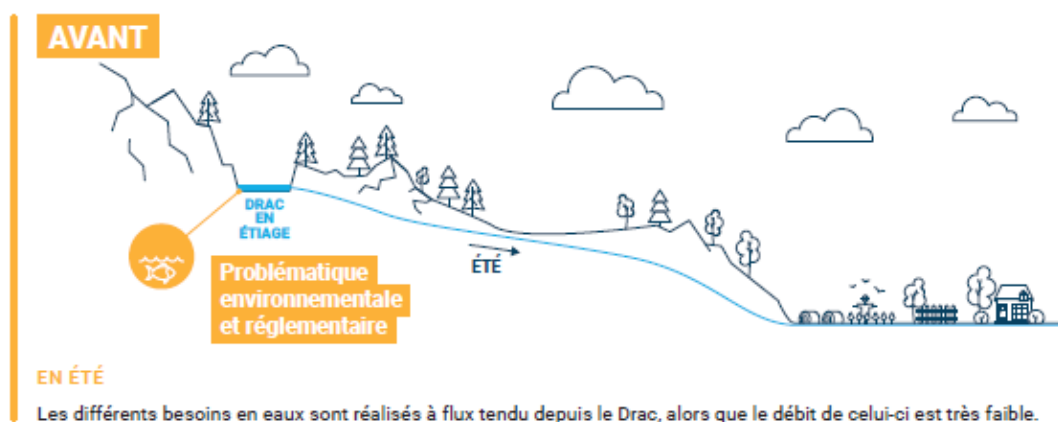 AVANT
DRAC
EN
ÉTIAGE
Problématique
environnementale
et réglementaire
ÉTÉ
EN ÉTÉ
Les différents besoins en eaux sont réalisés à flux tendu depuis le Drac, alors que le débit de celui-ci est très faible.